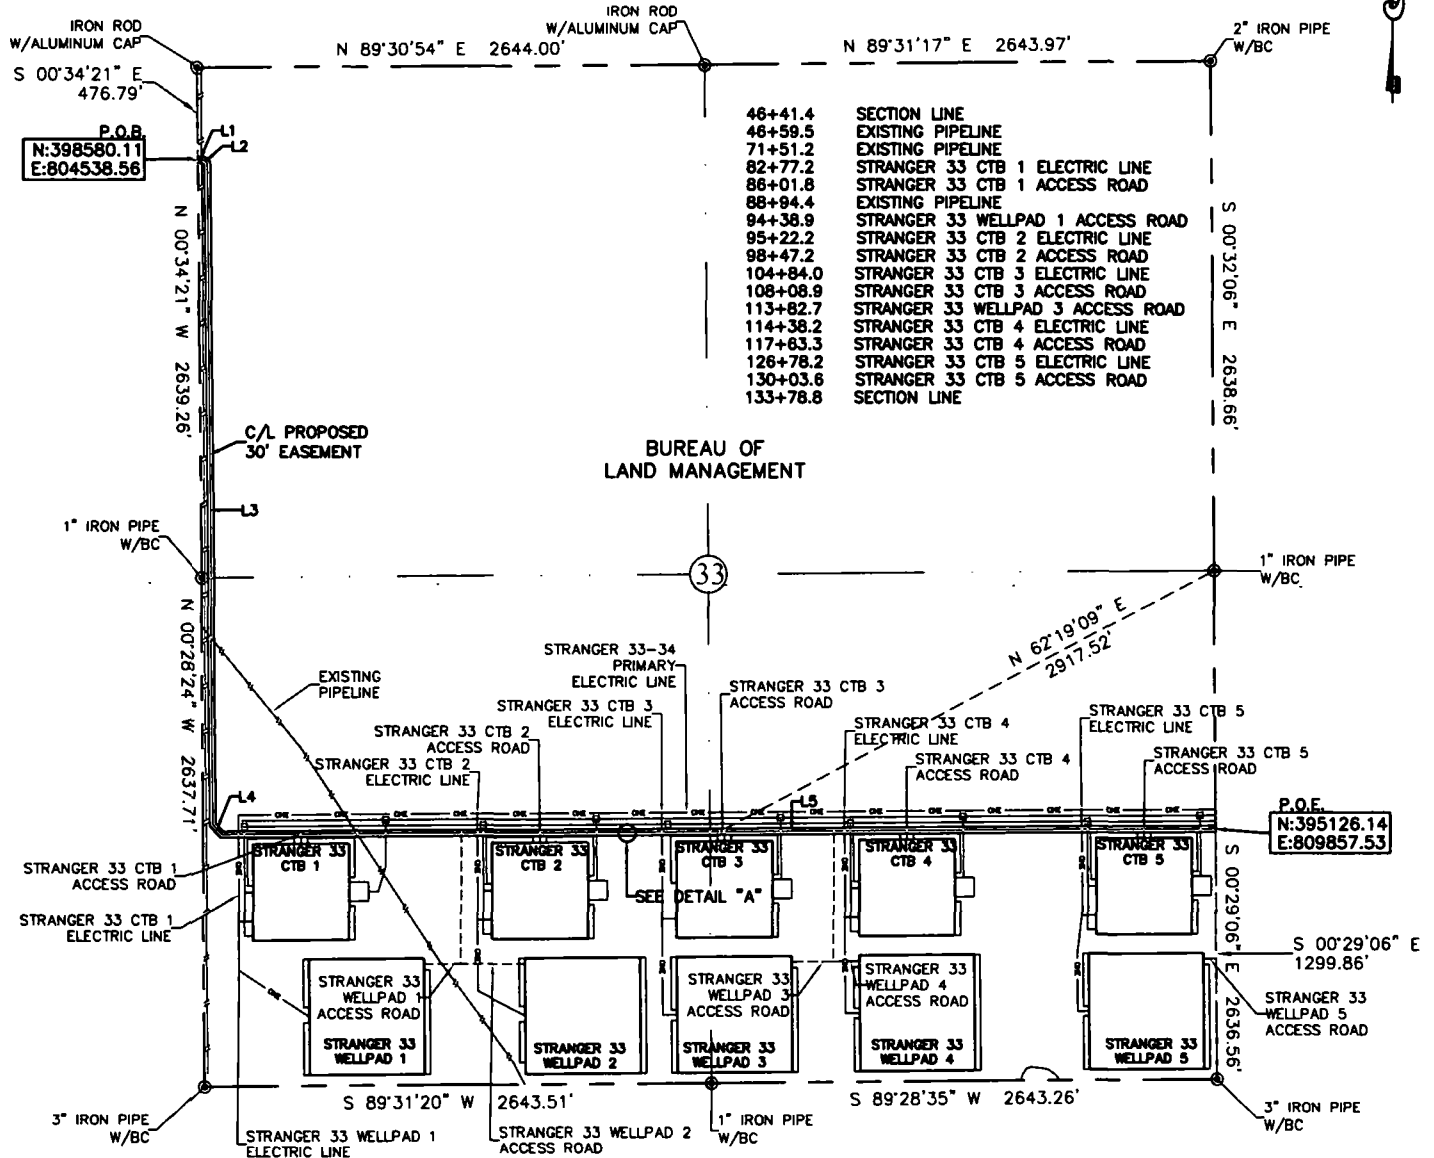 IRON ROD
W/ALUMINUM CAP
N 89°30'54" E 2644.00'
IRON ROD
W/ALUMINUM CAP
N 89°31'17" E 2643.97'
2" IRON PIPE
W/BC
S 00°34'21" E
476.79'
P.O.B.
N:398580.11
E:804538.56
L1
L2
46+41.4 SECTION LINE
46+59.5 EXISTING PIPELINE
71+51.2 EXISTING PIPELINE
82+77.2 STRANGER 33 CTB 1 ELECTRIC LINE
86+01.8 STRANGER 33 CTB 1 ACCESS ROAD
88+94.4 EXISTING PIPELINE
94+38.9 STRANGER 33 WELLPAD 1 ACCESS ROAD
95+22.2 STRANGER 33 CTB 2 ELECTRIC LINE
98+47.2 STRANGER 33 CTB 2 ACCESS ROAD
104+84.0 STRANGER 33 CTB 3 ELECTRIC LINE
108+08.9 STRANGER 33 CTB 3 ACCESS ROAD
113+82.7 STRANGER 33 WELLPAD 3 ACCESS ROAD
114+38.2 STRANGER 33 CTB 4 ELECTRIC LINE
117+63.3 STRANGER 33 CTB 4 ACCESS ROAD
126+78.2 STRANGER 33 CTB 5 ELECTRIC LINE
130+03.6 STRANGER 33 CTB 5 ACCESS ROAD
133+78.8 SECTION LINE
N 00°34'21" W 2639.26'
S 00°32'06" E 2638.66'
C/L PROPOSED
30' EASEMENT
BUREAU OF
LAND MANAGEMENT
L3
1" IRON PIPE
W/BC
33
1" IRON PIPE
W/BC
N 62°19'09" E
2917.52'
N 00°28'24" W 2637.71'
EXISTING
PIPELINE
STRANGER 33-34
PRIMARY
ELECTRIC LINE
STRANGER 33 CTB 3
ACCESS ROAD
STRANGER 33 CTB 3
ELECTRIC LINE
STRANGER 33 CTB 2
ACCESS ROAD
STRANGER 33 CTB 2
ELECTRIC LINE
STRANGER 33 CTB 4
ELECTRIC LINE
STRANGER 33 CTB 4
ACCESS ROAD
STRANGER 33 CTB 5
ELECTRIC LINE
STRANGER 33 CTB 5
ACCESS ROAD
L4
L5
P.O.E.
N:395126.14
E:809857.53
STRANGER 33
CTB 1
STRANGER 33
CTB 2
STRANGER 33
CTB 3
STRANGER 33
CTB 4
STRANGER 33
CTB 5
STRANGER 33 CTB 1
ACCESS ROAD
SEE DETAIL "A"
STRANGER 33 CTB 1
ELECTRIC LINE
S 00°29'06" E 2636.56'
S 00°29'06" E
1299.86'
STRANGER 33
WELLPAD 1
ACCESS ROAD
STRANGER 33
WELLPAD 3
ACCESS ROAD
STRANGER 33
WELLPAD 4
ACCESS ROAD
STRANGER 33
WELLPAD 5
ACCESS ROAD
STRANGER 33
WELLPAD 1
STRANGER 33
WELLPAD 2
STRANGER 33
WELLPAD 3
STRANGER 33
WELLPAD 4
STRANGER 33
WELLPAD 5
3" IRON PIPE
W/BC
S 89°31'20" W 2643.51'
1" IRON PIPE
W/BC
S 89°28'35" W 2643.26'
3" IRON PIPE
W/BC
STRANGER 33 WELLPAD 1
ELECTRIC LINE
STRANGER 33 WELLPAD 2
ACCESS ROAD